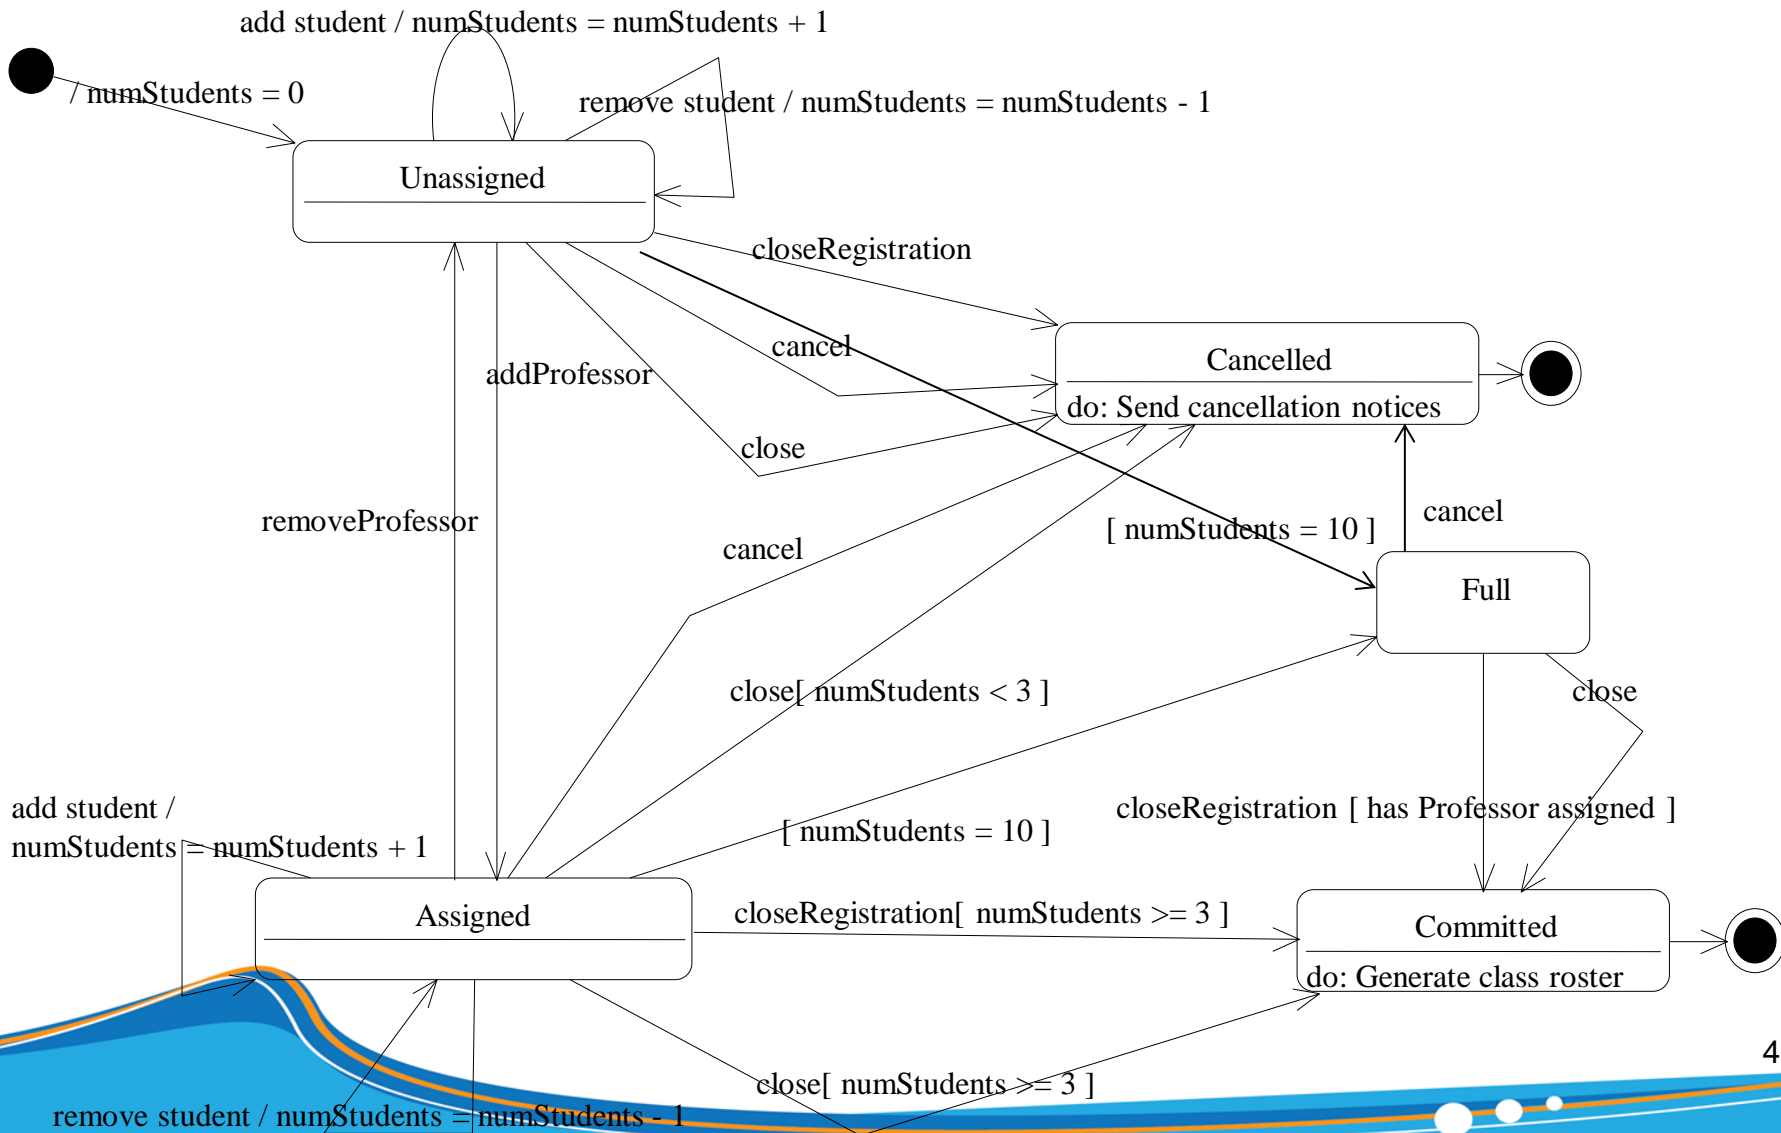 add student / numStudents = numStudents + 1
/ numStudents = 0
remove student / numStudents = numStudents - 1
Unassigned
closeRegistration
cancel
Cancelled
addProfessor
do: Send cancellation notices
close
removeProfessor
cancel
[ numStudents = 10 ]
cancel
Full
close[ numStudents < 3 ]
close
add student /
numStudents = numStudents + 1
[ numStudents = 10 ]
closeRegistration [ has Professor assigned ]
Assigned
closeRegistration[ numStudents >= 3 ]
Committed
do: Generate class roster
4
close[ numStudents >= 3 ]
remove student / numStudents = numStudents - 1